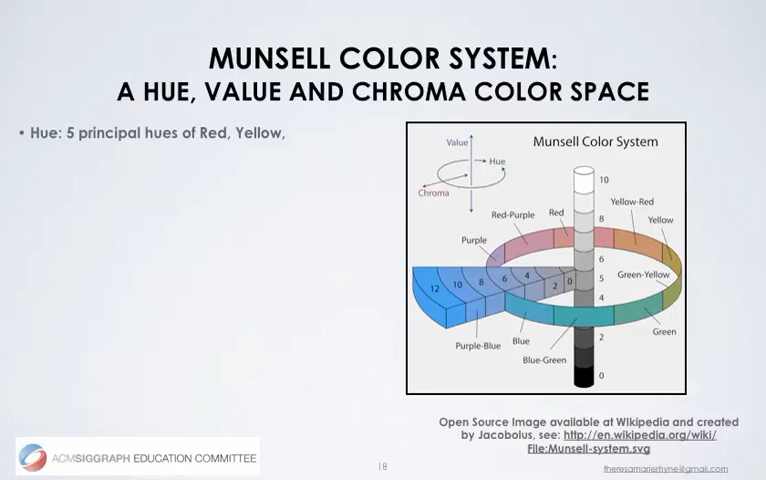 MUNSELL COLOR SYSTEM:
A HUE, VALUE AND CHROMA COLOR SPACE
• Hue: 5 principal hues of Red, Yellow,
Munsell Color System
Value
Hue
Chroma
10
8
6
5
4
2
0
Red-Purple
Red
Yellow-Red
Yellow
Purple
Green-Yellow
12
10
8
6
4
2
0
Purple-Blue
Blue
Blue-Green
Green
Open Source Image available at Wikipedia and created
by Jacobolus, see: http://en.wikipedia.org/wiki/
File:Munsell-system.svg
ACMSIGGRAPH EDUCATION COMMITTEE
18
theresamarierhyne@gmail.com